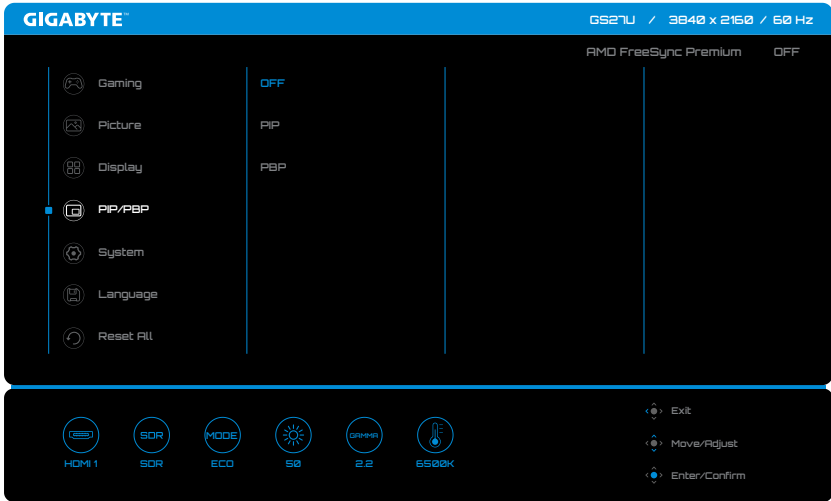 GIGABYTE™
GS27U / 3840 x 2160 / 60 Hz
AMD FreeSync Premium OFF
Gaming
OFF
Picture
PIP
Display
PBP
PIP/PBP
System
Language
Reset All
SDR
MODE
GAMMA
HDMI 1
SDR
ECO
50
2.2
6500K
Exit
Move/Adjust
Enter/Confirm